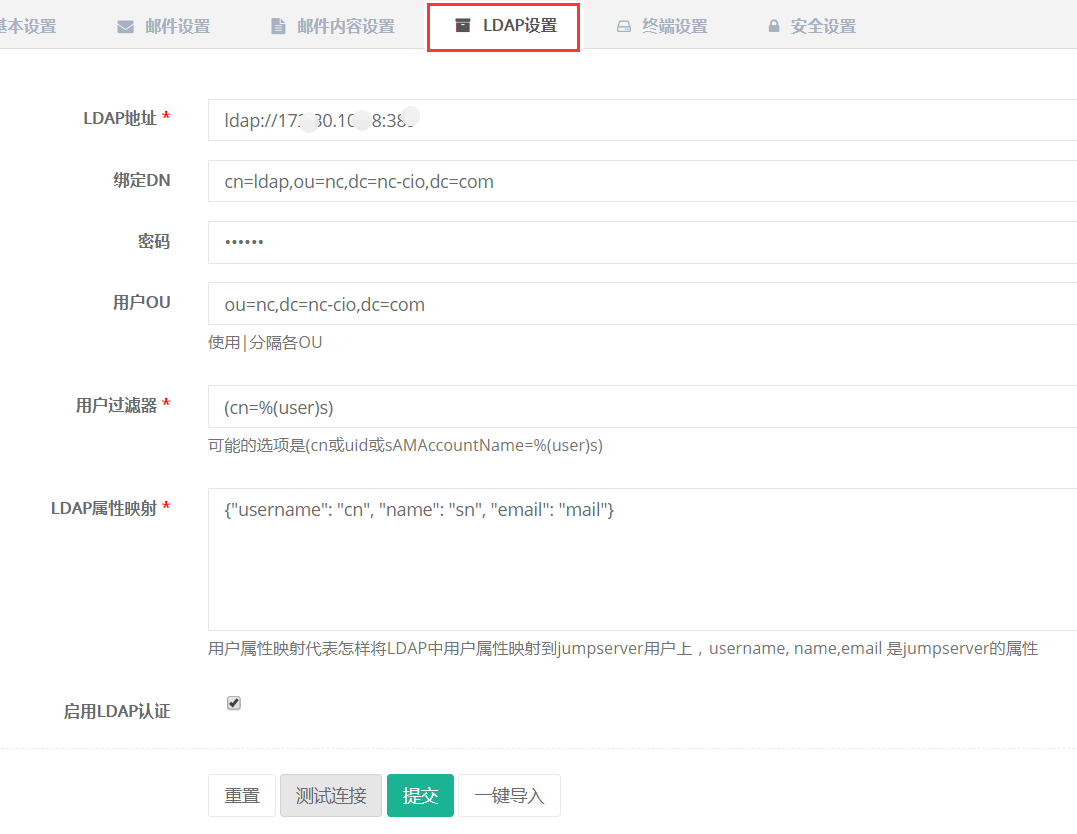 基本设置 邮件设置 邮件内容设置 LDAP设置 终端设置 安全设置
LDAP地址 *
绑定DN
cn=ldap,ou=nc,dc=nc-cio,dc=com
密码
••••••
用户OU
ou=nc,dc=nc-cio,dc=com
使用|分隔各OU
用户过滤器 *
(cn=%(user)s)
可能的选项是(cn或uid或sAMAccountName=%(user)s)
LDAP属性映射 *
{"username": "cn", "name": "sn", "email": "mail"}
用户属性映射代表怎样将LDAP中用户属性映射到jumpserver用户上，username, name,email 是jumpserver的属性
启用LDAP认证
重置 测试连接 提交 一键导入